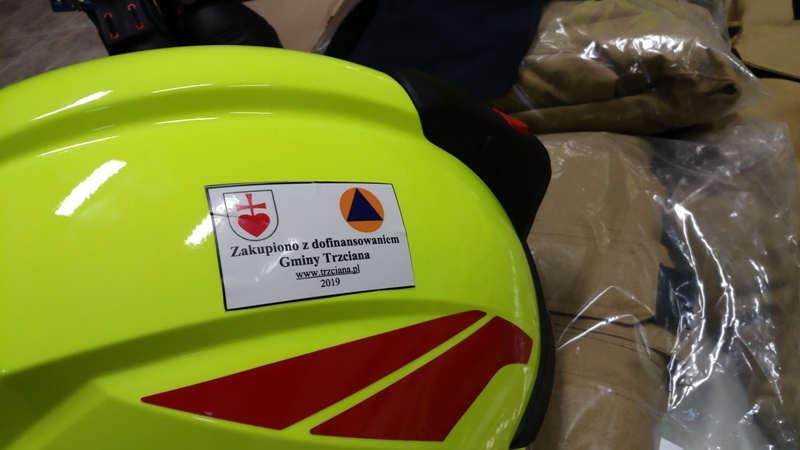 Zakupiono z dofinansowaniem
Gminy Trzciana
www.trzciana.pl
2019